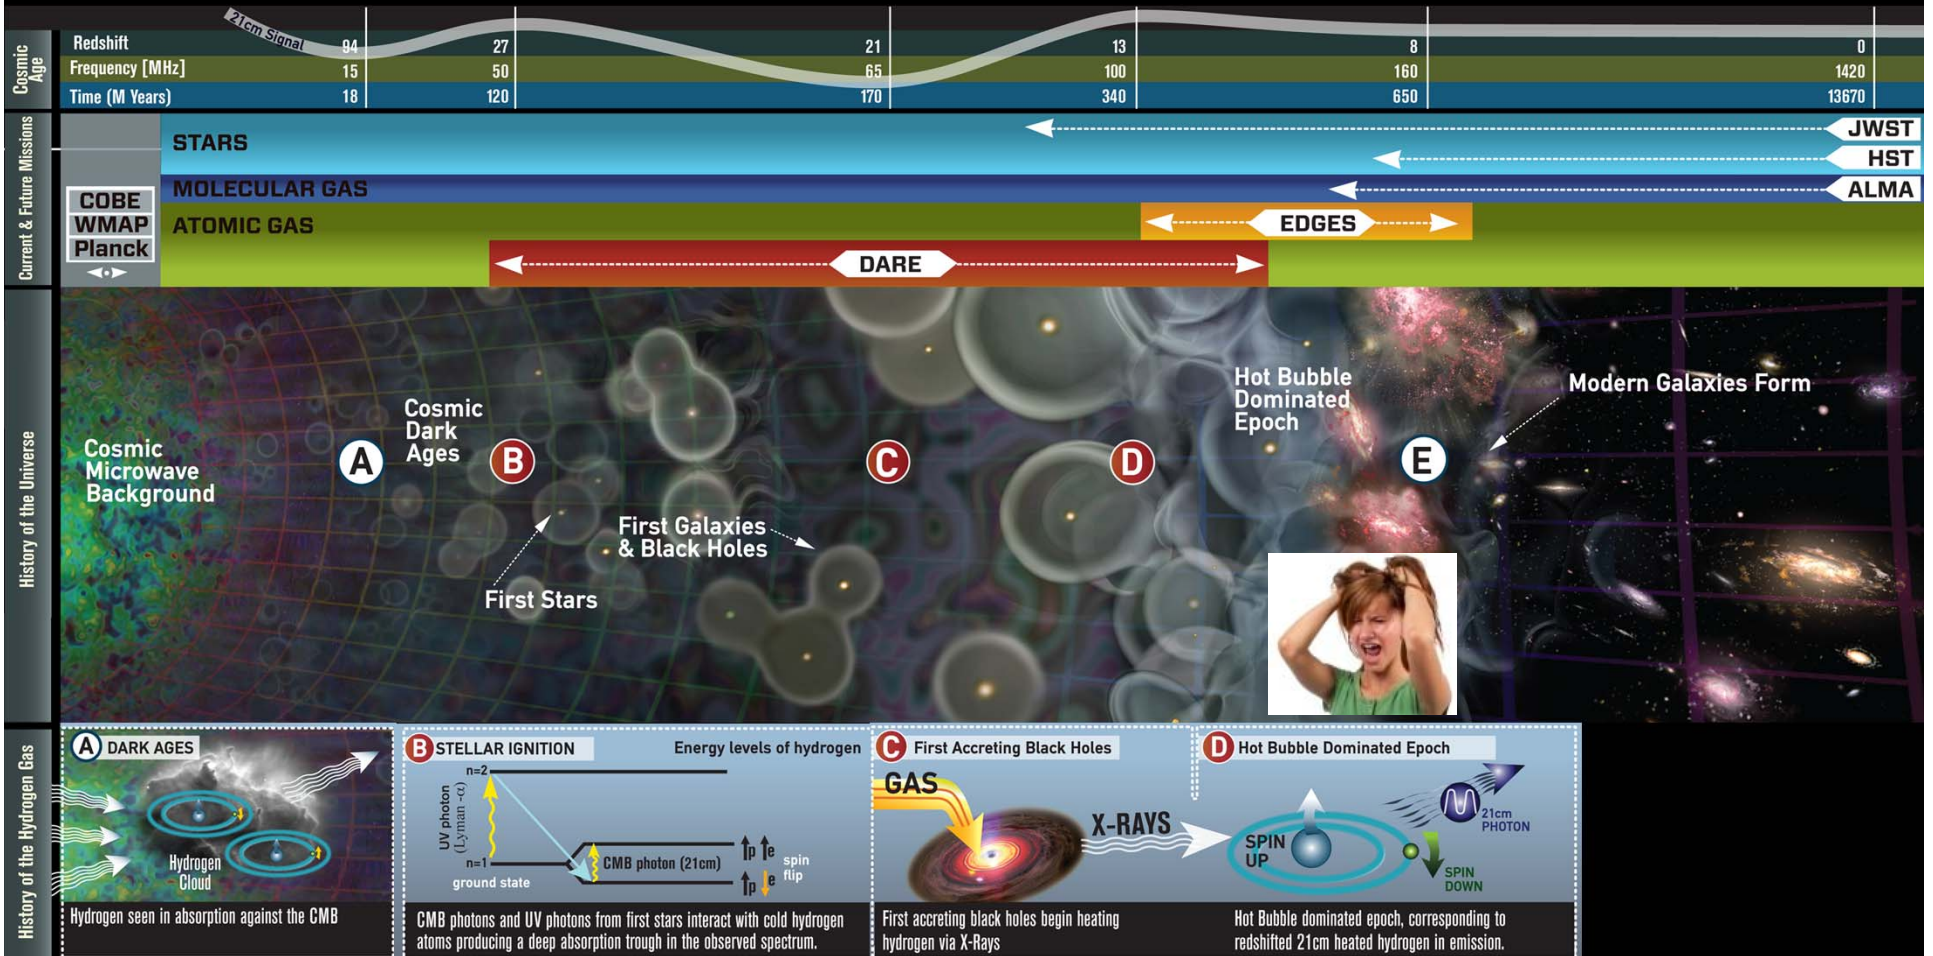 21cm Signal
Cosmic
Age
Redshift 94 27 21 13 8 0
Frequency [MHz] 15 50 65 100 160 1420
Time (M Years) 18 120 170 340 650 13670
Current & Future Missions
STARS
JWST
HST
MOLECULAR GAS
ALMA
COBE
WMAP
Planck
ATOMIC GAS
EDGES
DARE
History of the Universe
Cosmic
Microwave
Background
A
Cosmic
Dark
Ages
B
First Stars
First Galaxies
& Black Holes
C
D
Hot Bubble
Dominated
Epoch
E
Modern Galaxies Form
History of the Hydrogen Gas
A DARK AGES
Hydrogen
Cloud
Hydrogen seen in absorption against the CMB
B STELLAR IGNITION
Energy levels of hydrogen
n=2
UV photon
(Lyman -α)
n=1
ground state
CMB photon (21cm)
p e
p e
spin
flip
CMB photons and UV photons from first stars interact with cold hydrogen
atoms producing a deep absorption trough in the observed spectrum.
C First Accreting Black Holes
GAS
X-RAYS
First accreting black holes begin heating
hydrogen via X-Rays
D Hot Bubble Dominated Epoch
SPIN
UP
21cm
PHOTON
SPIN
DOWN
Hot Bubble dominated epoch, corresponding to
redshifted 21cm heated hydrogen in emission.